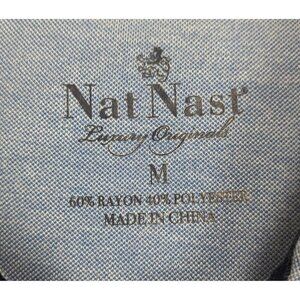 Nat Nast
Luxury Originals
M
60% RAYON 40% POLYESTER
MADE IN CHINA